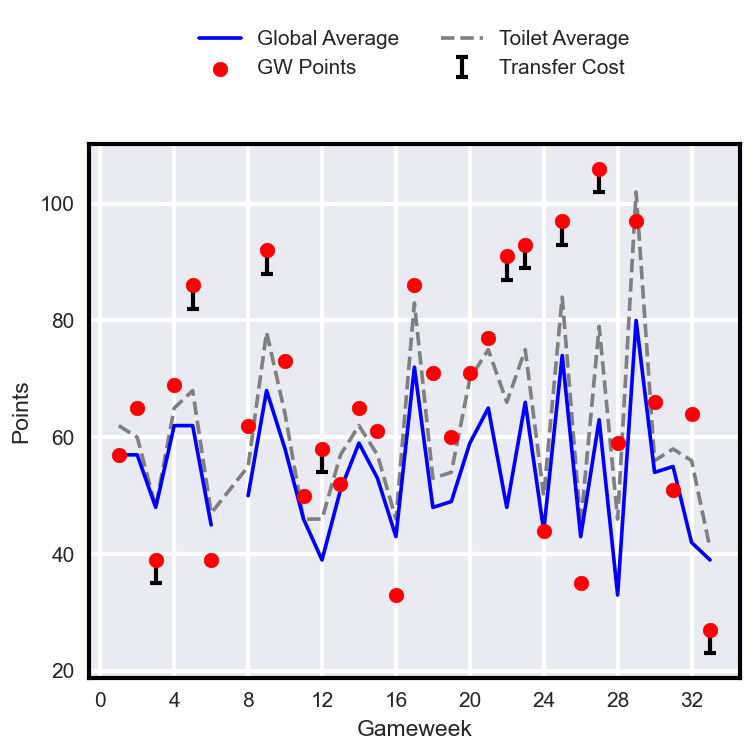 Global Average Toilet Average
GW Points Transfer Cost
100
80
60
40
20
0 4 8 12 16 20 24 28 32
Points
Gameweek